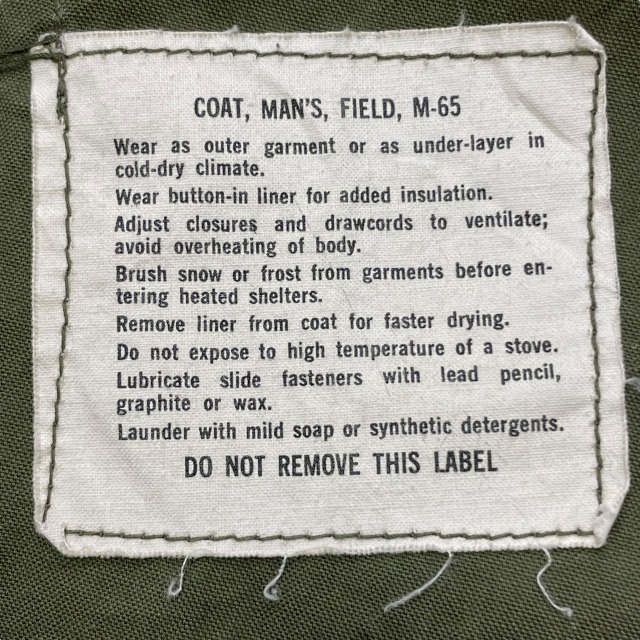 COAT, MAN'S, FIELD, M-65
Wear as outer garment or as under-layer in
cold-dry climate.
Wear button-in liner for added insulation.
Adjust closures and drawcords to ventilate;
avoid overheating of body.
Brush snow or frost from garments before en-
tering heated shelters.
Remove liner from coat for faster drying.
Do not expose to high temperature of a stove.
Lubricate slide fasteners with lead pencil,
graphite or wax.
Launder with mild soap or synthetic detergents.
DO NOT REMOVE THIS LABEL